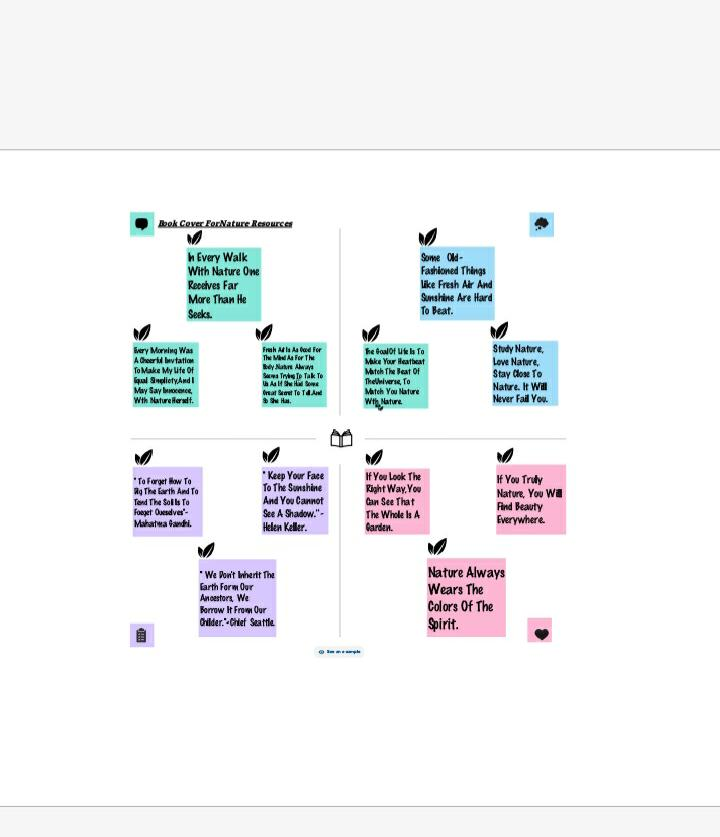 Book Cover ForNature Resources
In Every Walk
With Nature One
Receives Far
More Than He
Seeks.
Some Old-
Fashioned Things
Like Fresh Air And
Sunshine Are Hard
To Beat.
Every Morning Was
A Cheerful Invitation
To Make My Life Of
Equal Simplicty,And I
May Say Innocence,
With Nature Herself.
Fresh Air Is As Good For
The Mind As For The
Body.Nature Always
Seems Trying To Talk To
Us As If She Had Some
Great Secret To Tell.And
So She Has.
The Goal Of Life Is To
Make Your Heatbeat
Match The Beat Of
TheUniverse, To
Match You Nature
With Nature.
Study Nature,
Love Nature,
Stay Close To
Nature. It Will
Never Fail You.
" To Forget How To
Dig The Earth And To
Tend The Soil Is To
Foeget Oueselves"-
Mahatma Gandhi.
" Keep Your Face
To The Sunshine
And You Cannot
See A Shadow."-
Helen Keller.
If You Look The
Right Way,You
Can See That
The Whole Is A
Garden.
If You Truly
Nature, You Will
Find Beauty
Everywhere.
" We Don't Inherit The
Earth Form Our
Ancestors, We
Borrow It From Our
Childer."-Chief Seattle.
Nature Always
Wears The
Colors Of The
Spirit.
See an example